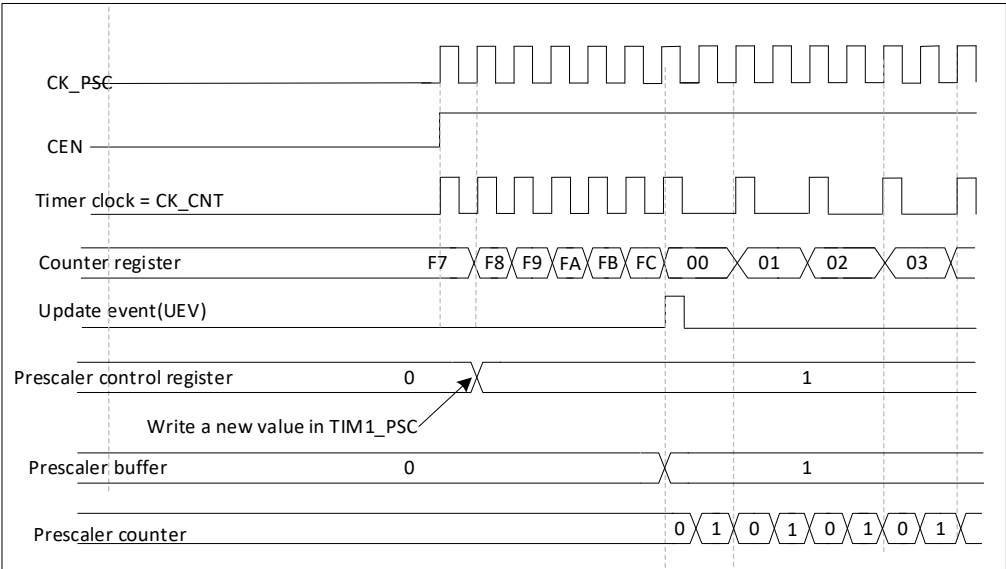 CK_PSC
CEN
Timer clock = CK_CNT
Counter register F7 F8 F9 FA FB FC 00 01 02 03
Update event(UEV)
Prescaler control register 0 1
Write a new value in TIM1_PSC
Prescaler buffer 0 1
Prescaler counter 0 1 0 1 0 1 0 1